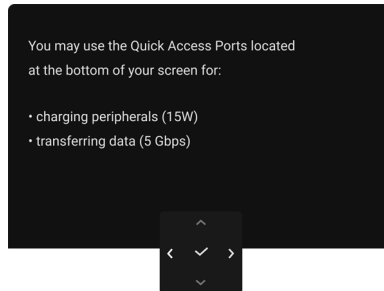 You may use the Quick Access Ports located
at the bottom of your screen for:
• charging peripherals (15W)
• transferring data (5 Gbps)